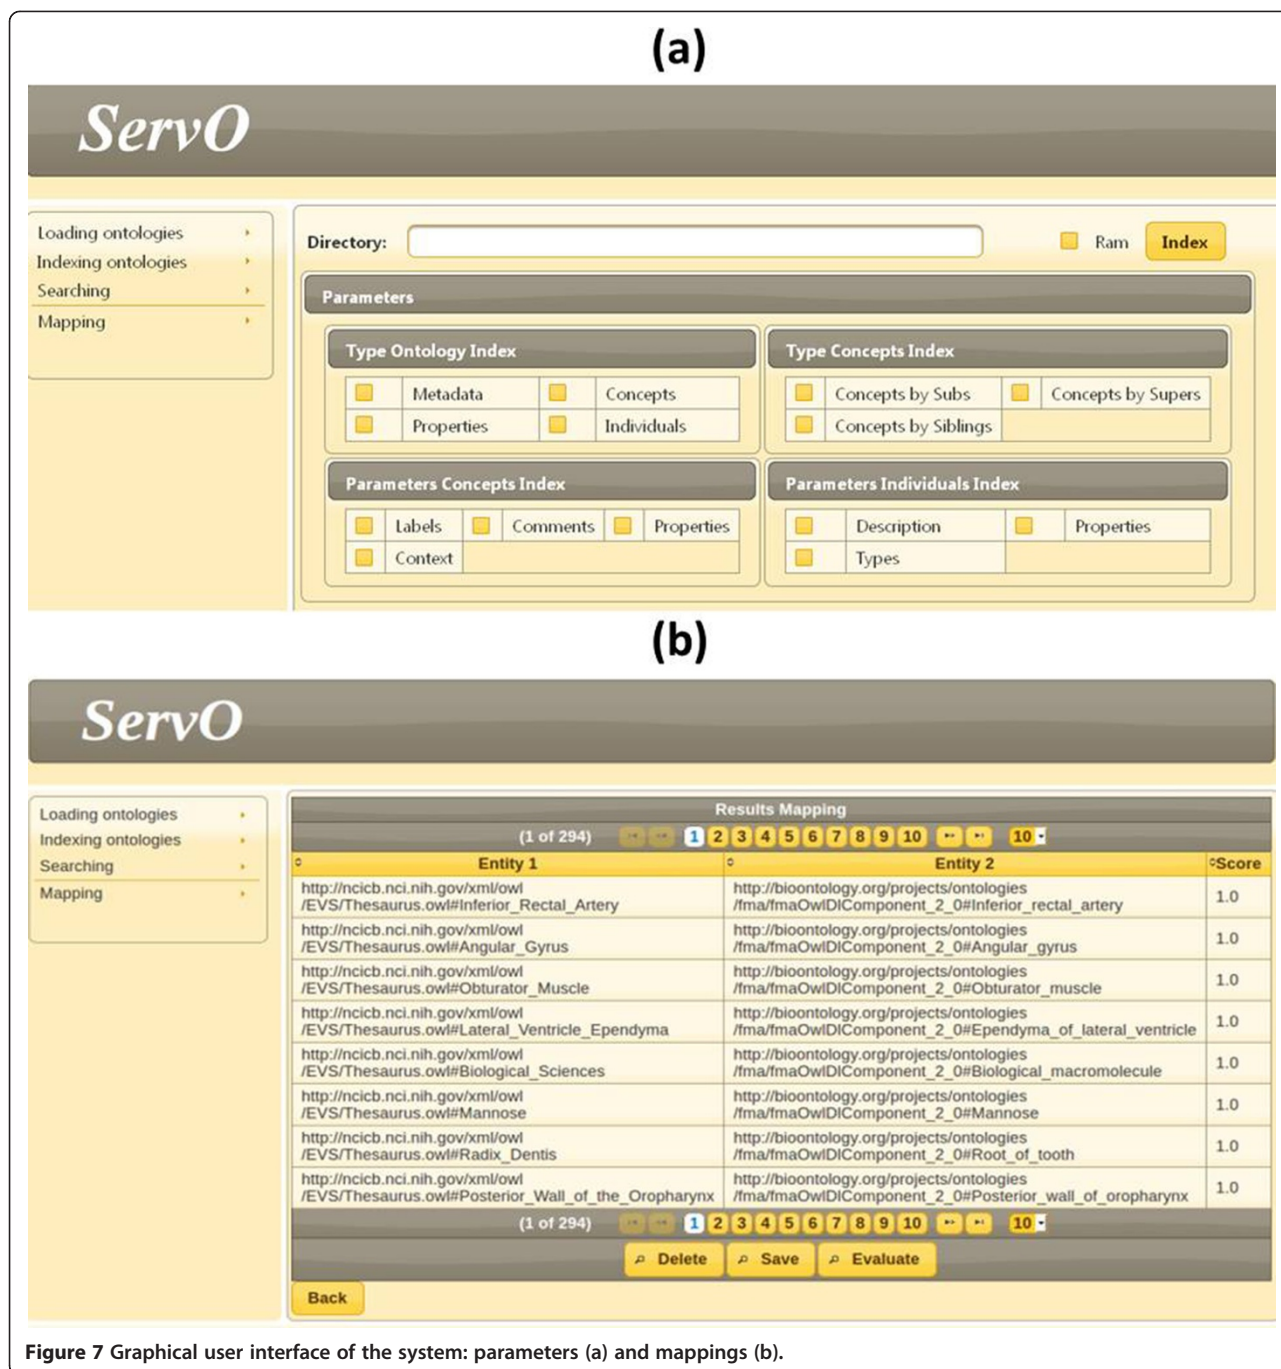 (a)
ServO
Loading ontologies
Indexing ontologies
Searching
Mapping
Directory:
Ram
Index
Parameters
Type Ontology Index
Metadata Concepts
Properties Individuals
Type Concepts Index
Concepts by Subs Concepts by Supers
Concepts by Siblings
Parameters Concepts Index
Labels Comments Properties
Context
Parameters Individuals Index
Description Properties
Types
(b)
ServO
Loading ontologies
Indexing ontologies
Searching
Mapping
Results Mapping
(1 of 294) 1 2 3 4 5 6 7 8 9 10 10
Entity 1 Entity 2 Score
http://ncicb.nci.nih.gov/xml/owl
/EVS/Thesaurus.owl#Inferior_Rectal_Artery
http://bioontology.org/projects/ontologies
/fma/fmaOwlDlComponent_2_0#Inferior_rectal_artery
1.0
http://ncicb.nci.nih.gov/xml/owl
/EVS/Thesaurus.owl#Angular_Gyrus
http://bioontology.org/projects/ontologies
/fma/fmaOwlDlComponent_2_0#Angular_gyrus
1.0
http://ncicb.nci.nih.gov/xml/owl
/EVS/Thesaurus.owl#Obturator_Muscle
http://bioontology.org/projects/ontologies
/fma/fmaOwlDlComponent_2_0#Obturator_muscle
1.0
http://ncicb.nci.nih.gov/xml/owl
/EVS/Thesaurus.owl#Lateral_Ventricle_Ependyma
http://bioontology.org/projects/ontologies
/fma/fmaOwlDlComponent_2_0#Ependyma_of_lateral_ventricle
1.0
http://ncicb.nci.nih.gov/xml/owl
/EVS/Thesaurus.owl#Biological_Sciences
http://bioontology.org/projects/ontologies
/fma/fmaOwlDlComponent_2_0#Biological_macromolecule
1.0
http://ncicb.nci.nih.gov/xml/owl
/EVS/Thesaurus.owl#Mannose
http://bioontology.org/projects/ontologies
/fma/fmaOwlDlComponent_2_0#Mannose
1.0
http://ncicb.nci.nih.gov/xml/owl
/EVS/Thesaurus.owl#Radix_Dentis
http://bioontology.org/projects/ontologies
/fma/fmaOwlDlComponent_2_0#Root_of_tooth
1.0
http://ncicb.nci.nih.gov/xml/owl
/EVS/Thesaurus.owl#Posterior_Wall_of_the_Oropharynx
http://bioontology.org/projects/ontologies
/fma/fmaOwlDlComponent_2_0#Posterior_wall_of_oropharynx
1.0
(1 of 294) 1 2 3 4 5 6 7 8 9 10 10
Delete Save Evaluate
Back
Figure 7 Graphical user interface of the system: parameters (a) and mappings (b).